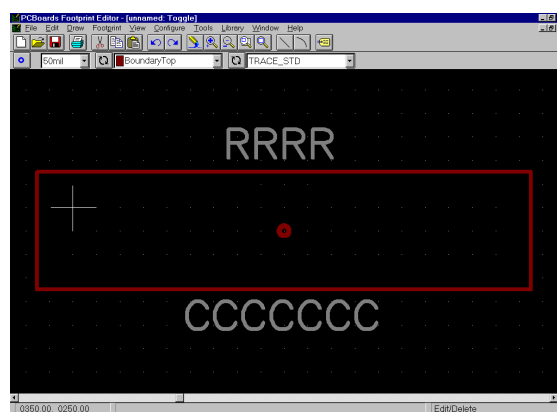 PCBoards Footprint Editor - [unnamed: Toggle]
File Edit Draw Footprint View Configure Tools Library Window Help
50mil BoundaryTop TRACE_STD
RRRR
CCCCCCC
0350.00, 0250.00 Edit/Delete